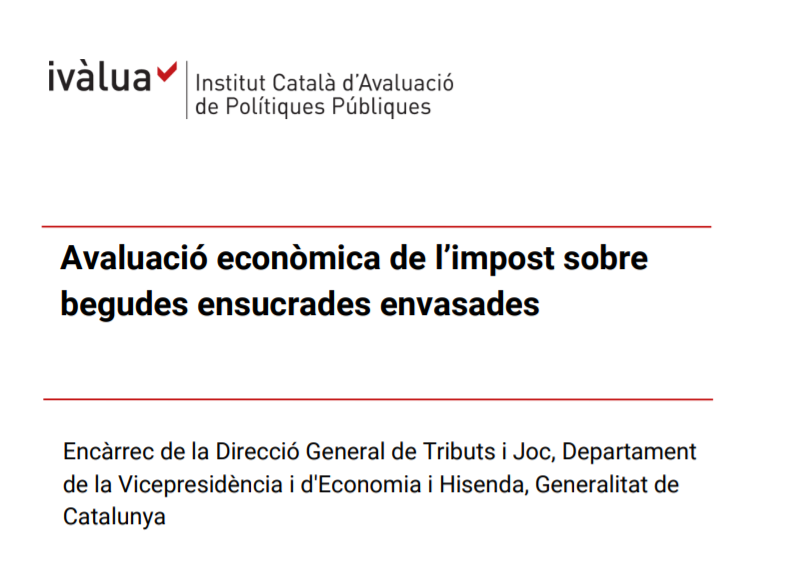 ivàlua
Institut Català d’Avaluació
de Polítiques Públiques
Avaluació econòmica de l’impost sobre
begudes ensucrades envasades
Encàrrec de la Direcció General de Tributs i Joc, Departament
de la Vicepresidència i d'Economia i Hisenda, Generalitat de
Catalunya